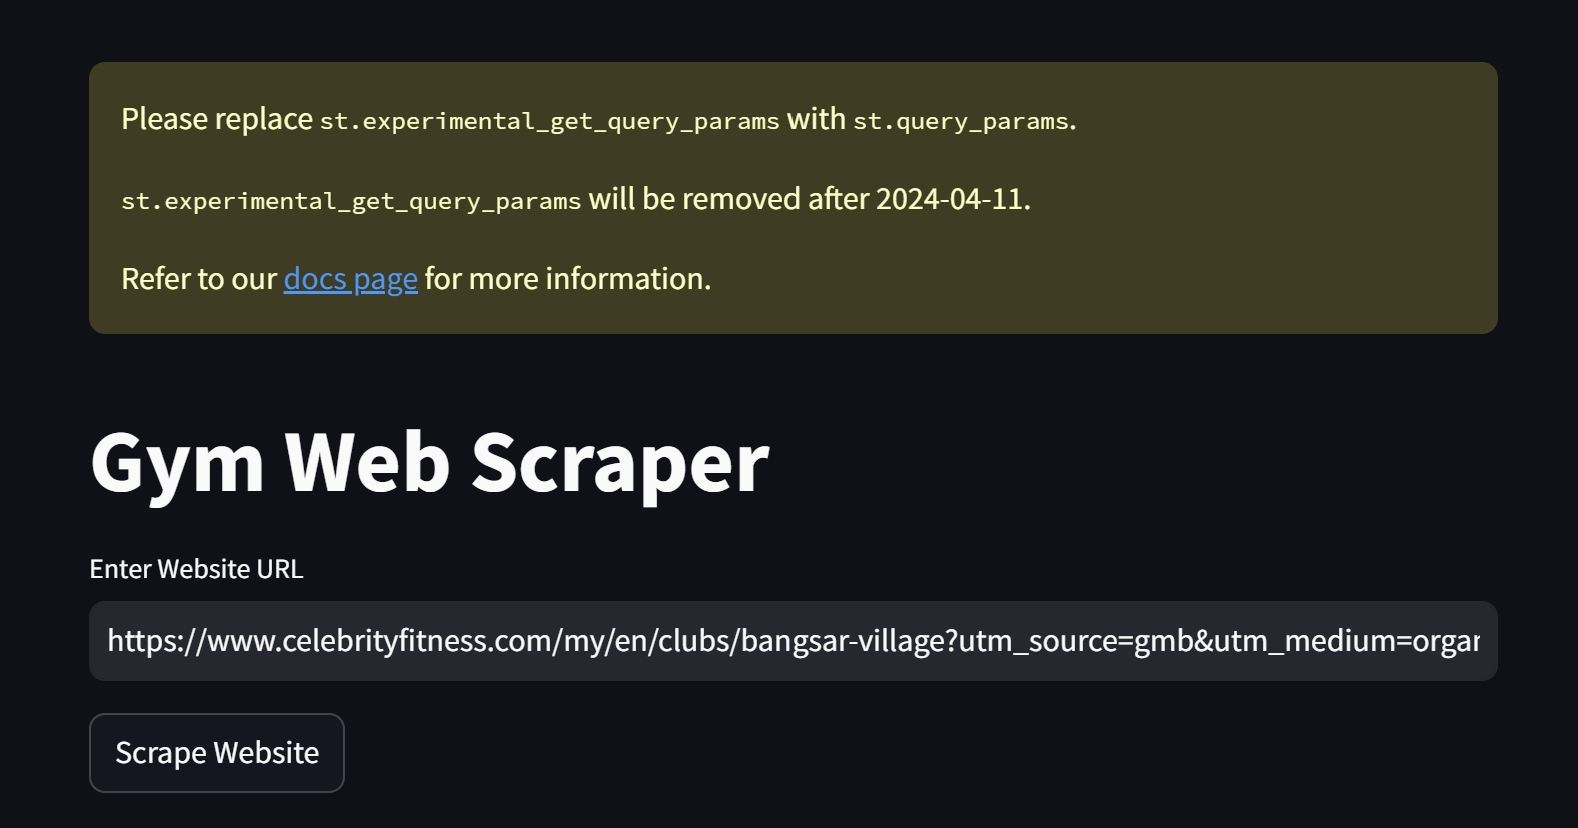 Please replace st.experimental_get_query_params with st.query_params.
st.experimental_get_query_params will be removed after 2024-04-11.
Refer to our docs page for more information.
Gym Web Scraper
Enter Website URL
https://www.celebrityfitness.com/my/en/clubs/bangsar-village?utm_source=gmb&utm_medium=organ
Scrape Website